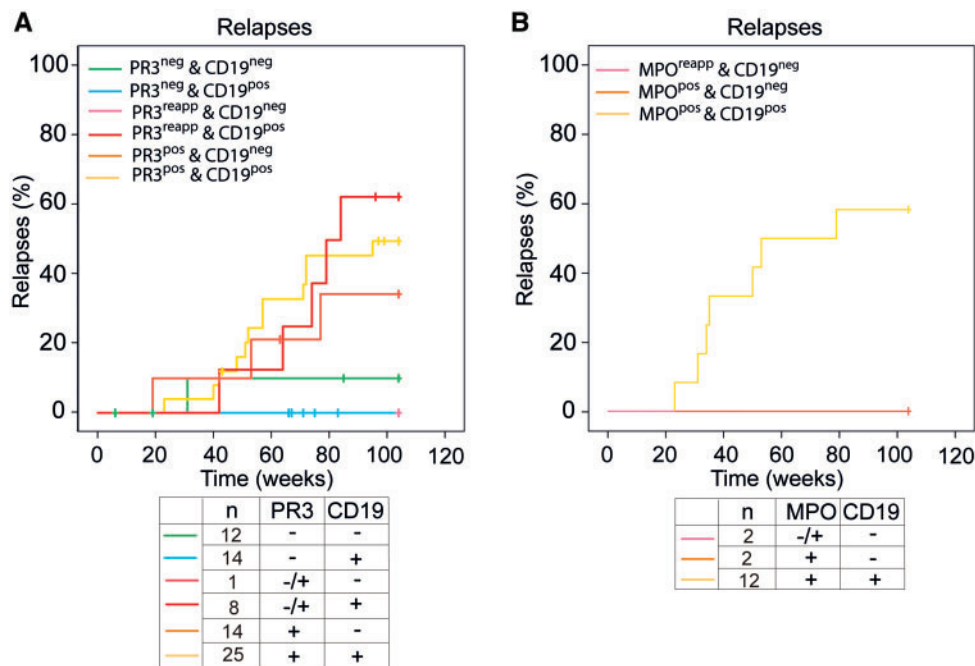 A
Relapses
PR3neg & CD19neg
PR3neg & CD19pos
PR3reapp & CD19neg
PR3reapp & CD19pos
PR3pos & CD19neg
PR3pos & CD19pos
Relapses (%)
100
80
60
40
20
0
0 20 40 60 80 100 120
Time (weeks)
n PR3 CD19
12 - -
14 - +
1 -/+ -
8 -/+ +
14 + -
25 + +
B
Relapses
MPOreapp & CD19neg
MPOpos & CD19neg
MPOpos & CD19pos
Relapses (%)
100
80
60
40
20
0
0 20 40 60 80 100 120
Time (weeks)
n MPO CD19
2 -/+ -
2 + -
12 + +